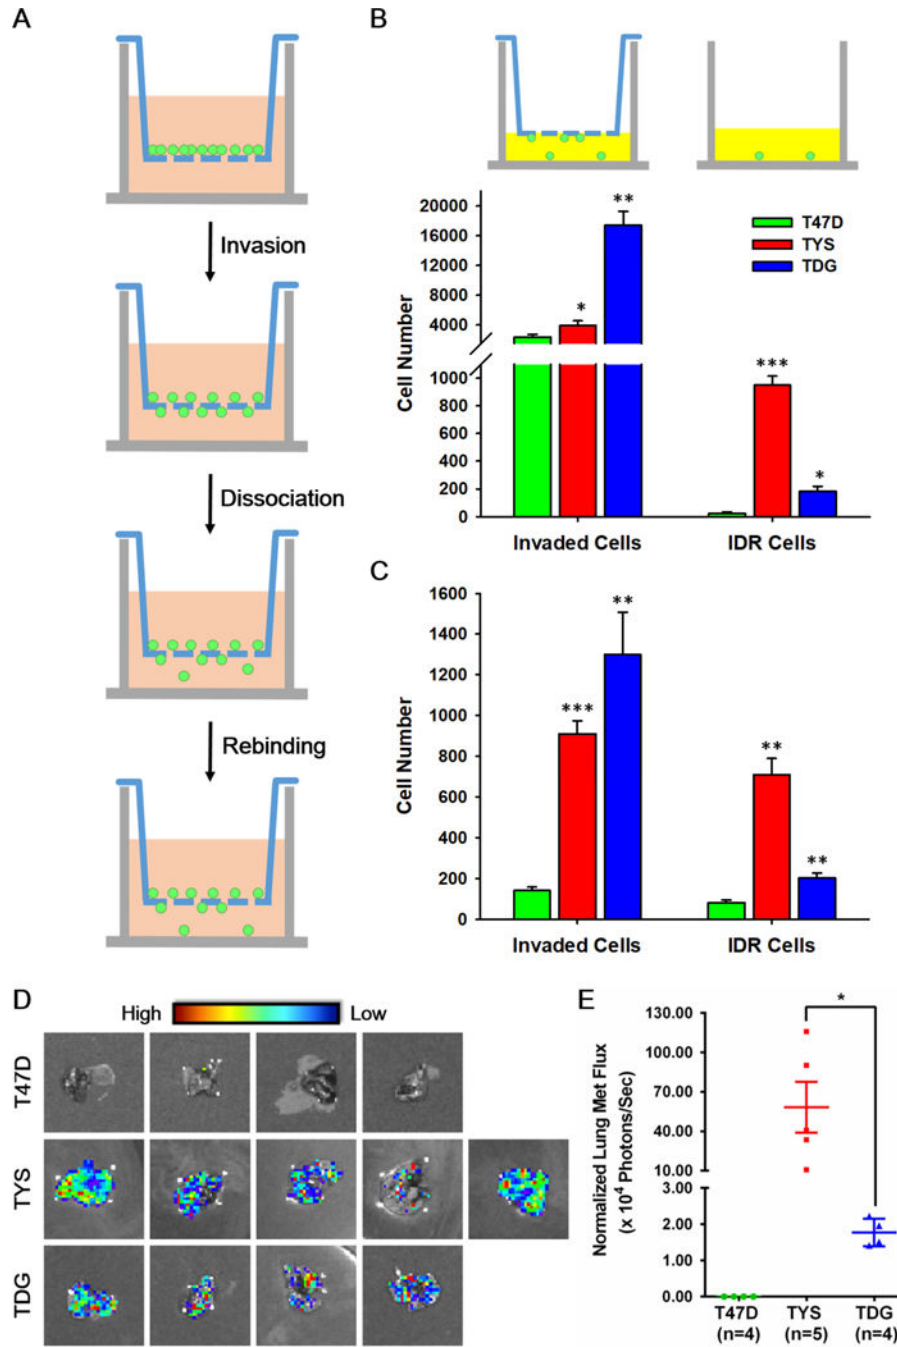 A
Invasion
Dissociation
Rebinding
B
20000
16000
12000
8000
4000
1000
800
600
400
200
0
Cell Number
**
*
***
*
T47D
TYS
TDG
Invaded Cells
IDR Cells
C
1600
1400
1200
1000
800
600
400
200
0
Cell Number
***
**
**
**
Invaded Cells
IDR Cells
D
High
Low
T47D
TYS
TDG
E
Normalized Lung Met Flux
(x 10⁴ Photons/Sec)
130.00
100.00
70.00
40.00
10.00
3.00
2.00
1.00
0.00
*
T47D TYS TDG
(n=4) (n=5) (n=4)